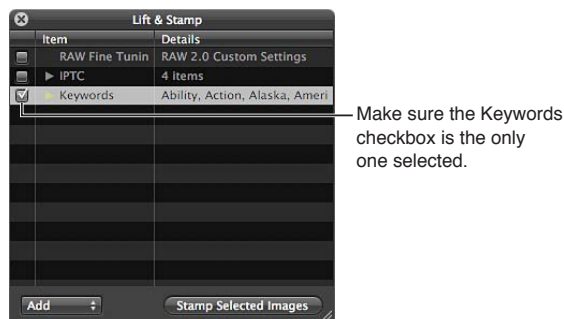 Lift & Stamp
Item Details
RAW Fine Tunin RAW 2.0 Custom Settings
IPTC 4 items
Keywords Ability, Action, Alaska, Ameri
Make sure the Keywords
checkbox is the only
one selected.
Add Stamp Selected Images